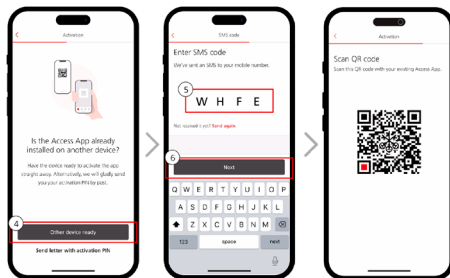 Activation
Is the Access App already
installed on another device?
Have the device ready to activate the app
straight away. Alternatively, we will gladly send
you your activation PIN by post.
4
Other device ready
Send letter with activation PIN
SMS code
Enter SMS code
We've sent an SMS to your mobile number.
5
W H F E
Not received it yet? Send again.
6
Next
Q W E R T Y U I O P
A S D F G H J K L
Z X C V B N M
123 space next
Activation
Scan QR code
Scan this QR code with your existing Access App.